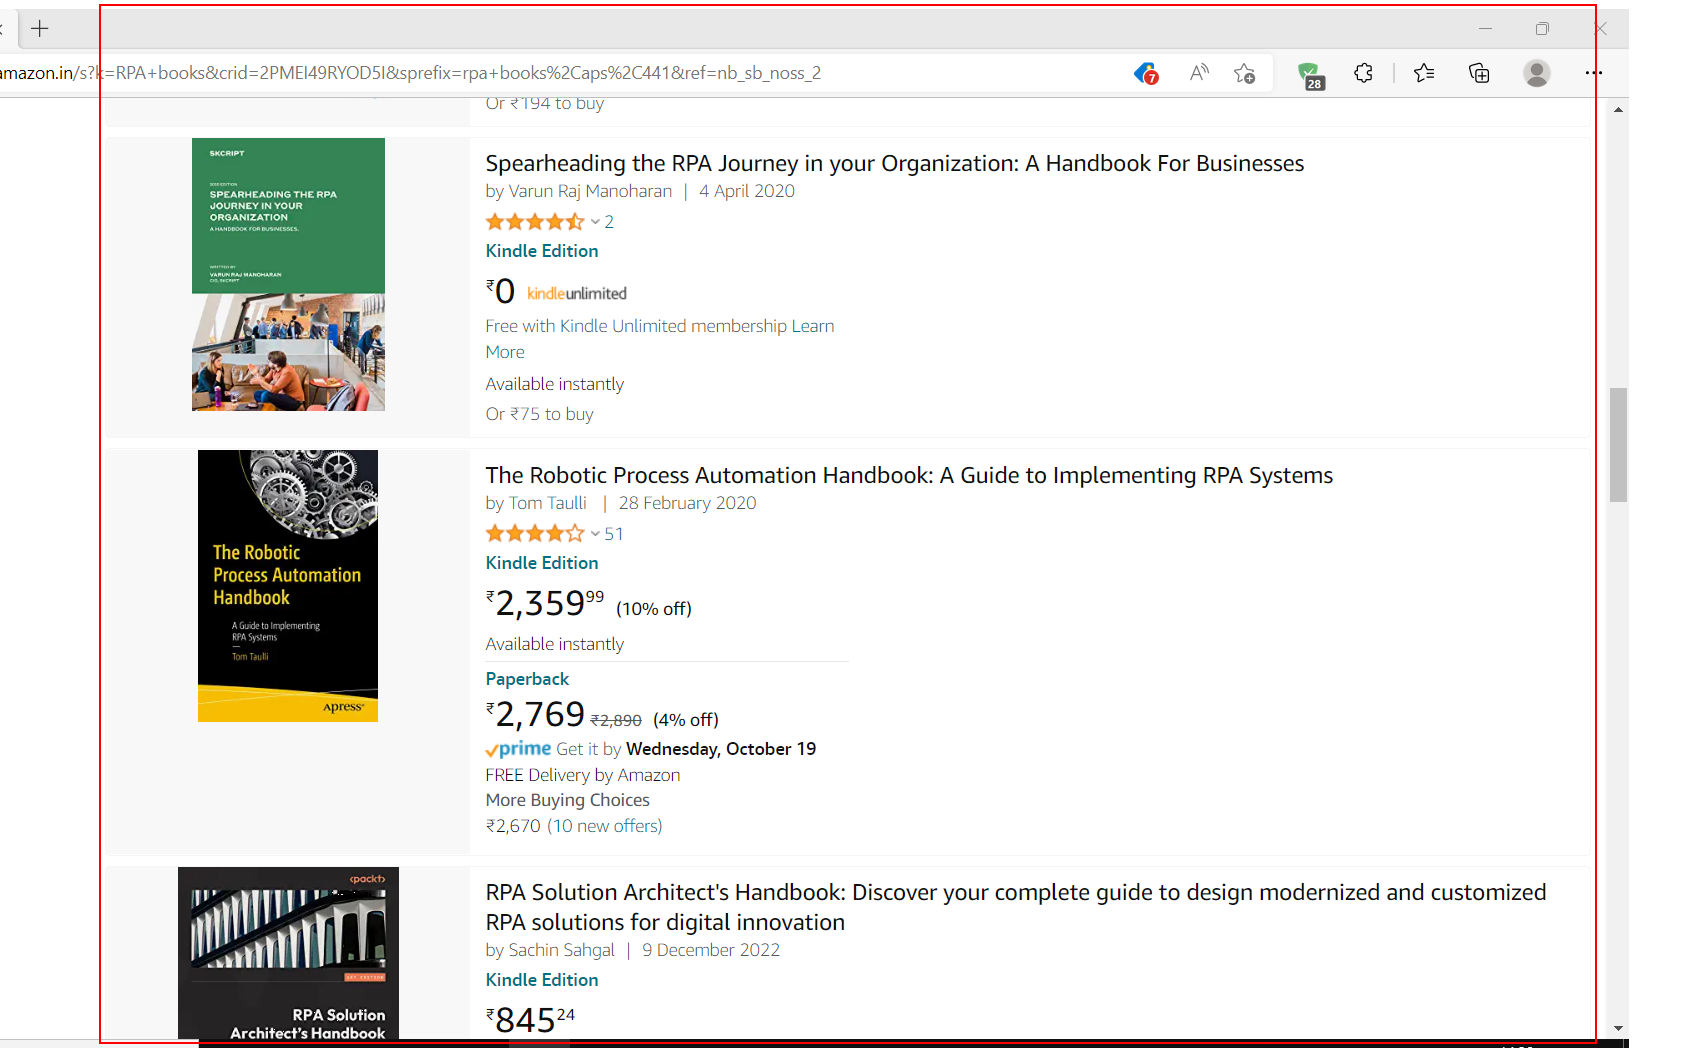 amazon.in/s?k=RPA+books&crid=2PMEI49RYOD5I&sprefix=rpa+books%2Caps%2C441&ref=nb_sb_noss_2
7
28
Or ₹194 to buy
SKCRIPT
2020 EDITION
SPEARHEADING THE RPA
JOURNEY IN YOUR
ORGANIZATION
A HANDBOOK FOR BUSINESSES.
WRITTEN BY
VARUN RAJ MANOHARAN
CIO, SKCRIPT
Spearheading the RPA Journey in your Organization: A Handbook For Businesses
by Varun Raj Manoharan | 4 April 2020
2
Kindle Edition
₹0 kindleunlimited
Free with Kindle Unlimited membership Learn
More
Available instantly
Or ₹75 to buy
The Robotic
Process Automation
Handbook
A Guide to Implementing
RPA Systems
Tom Taulli
Apress®
The Robotic Process Automation Handbook: A Guide to Implementing RPA Systems
by Tom Taulli | 28 February 2020
51
Kindle Edition
₹2,359 99 (10% off)
Available instantly
Paperback
₹2,769 ₹2,890 (4% off)
prime Get it by Wednesday, October 19
FREE Delivery by Amazon
More Buying Choices
₹2,670 (10 new offers)
<packt>
1ST EDITION
RPA Solution
Architect's Handbook
RPA Solution Architect's Handbook: Discover your complete guide to design modernized and customized
RPA solutions for digital innovation
by Sachin Sahgal | 9 December 2022
Kindle Edition
₹845 24